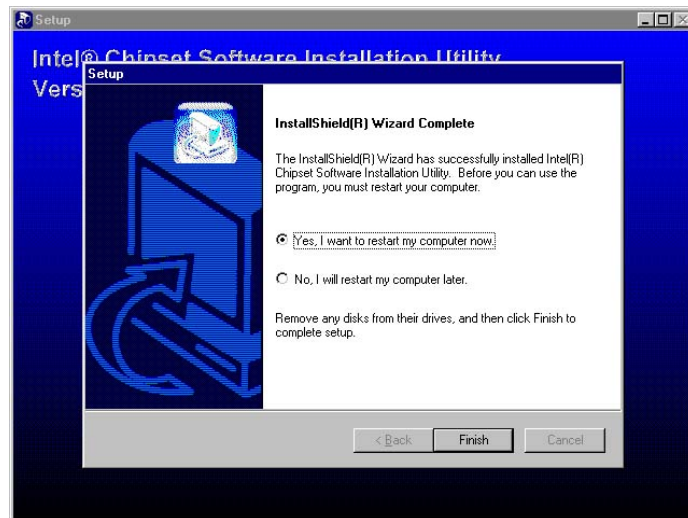 Setup
Intel® Chipset Software Installation Utility
Vers
Setup
InstallShield(R) Wizard Complete
The InstallShield(R) Wizard has successfully installed Intel(R)
Chipset Software Installation Utility. Before you can use the
program, you must restart your computer.
Yes, I want to restart my computer now.
No, I will restart my computer later.
Remove any disks from their drives, and then click Finish to
complete setup.
< Back
Finish
Cancel